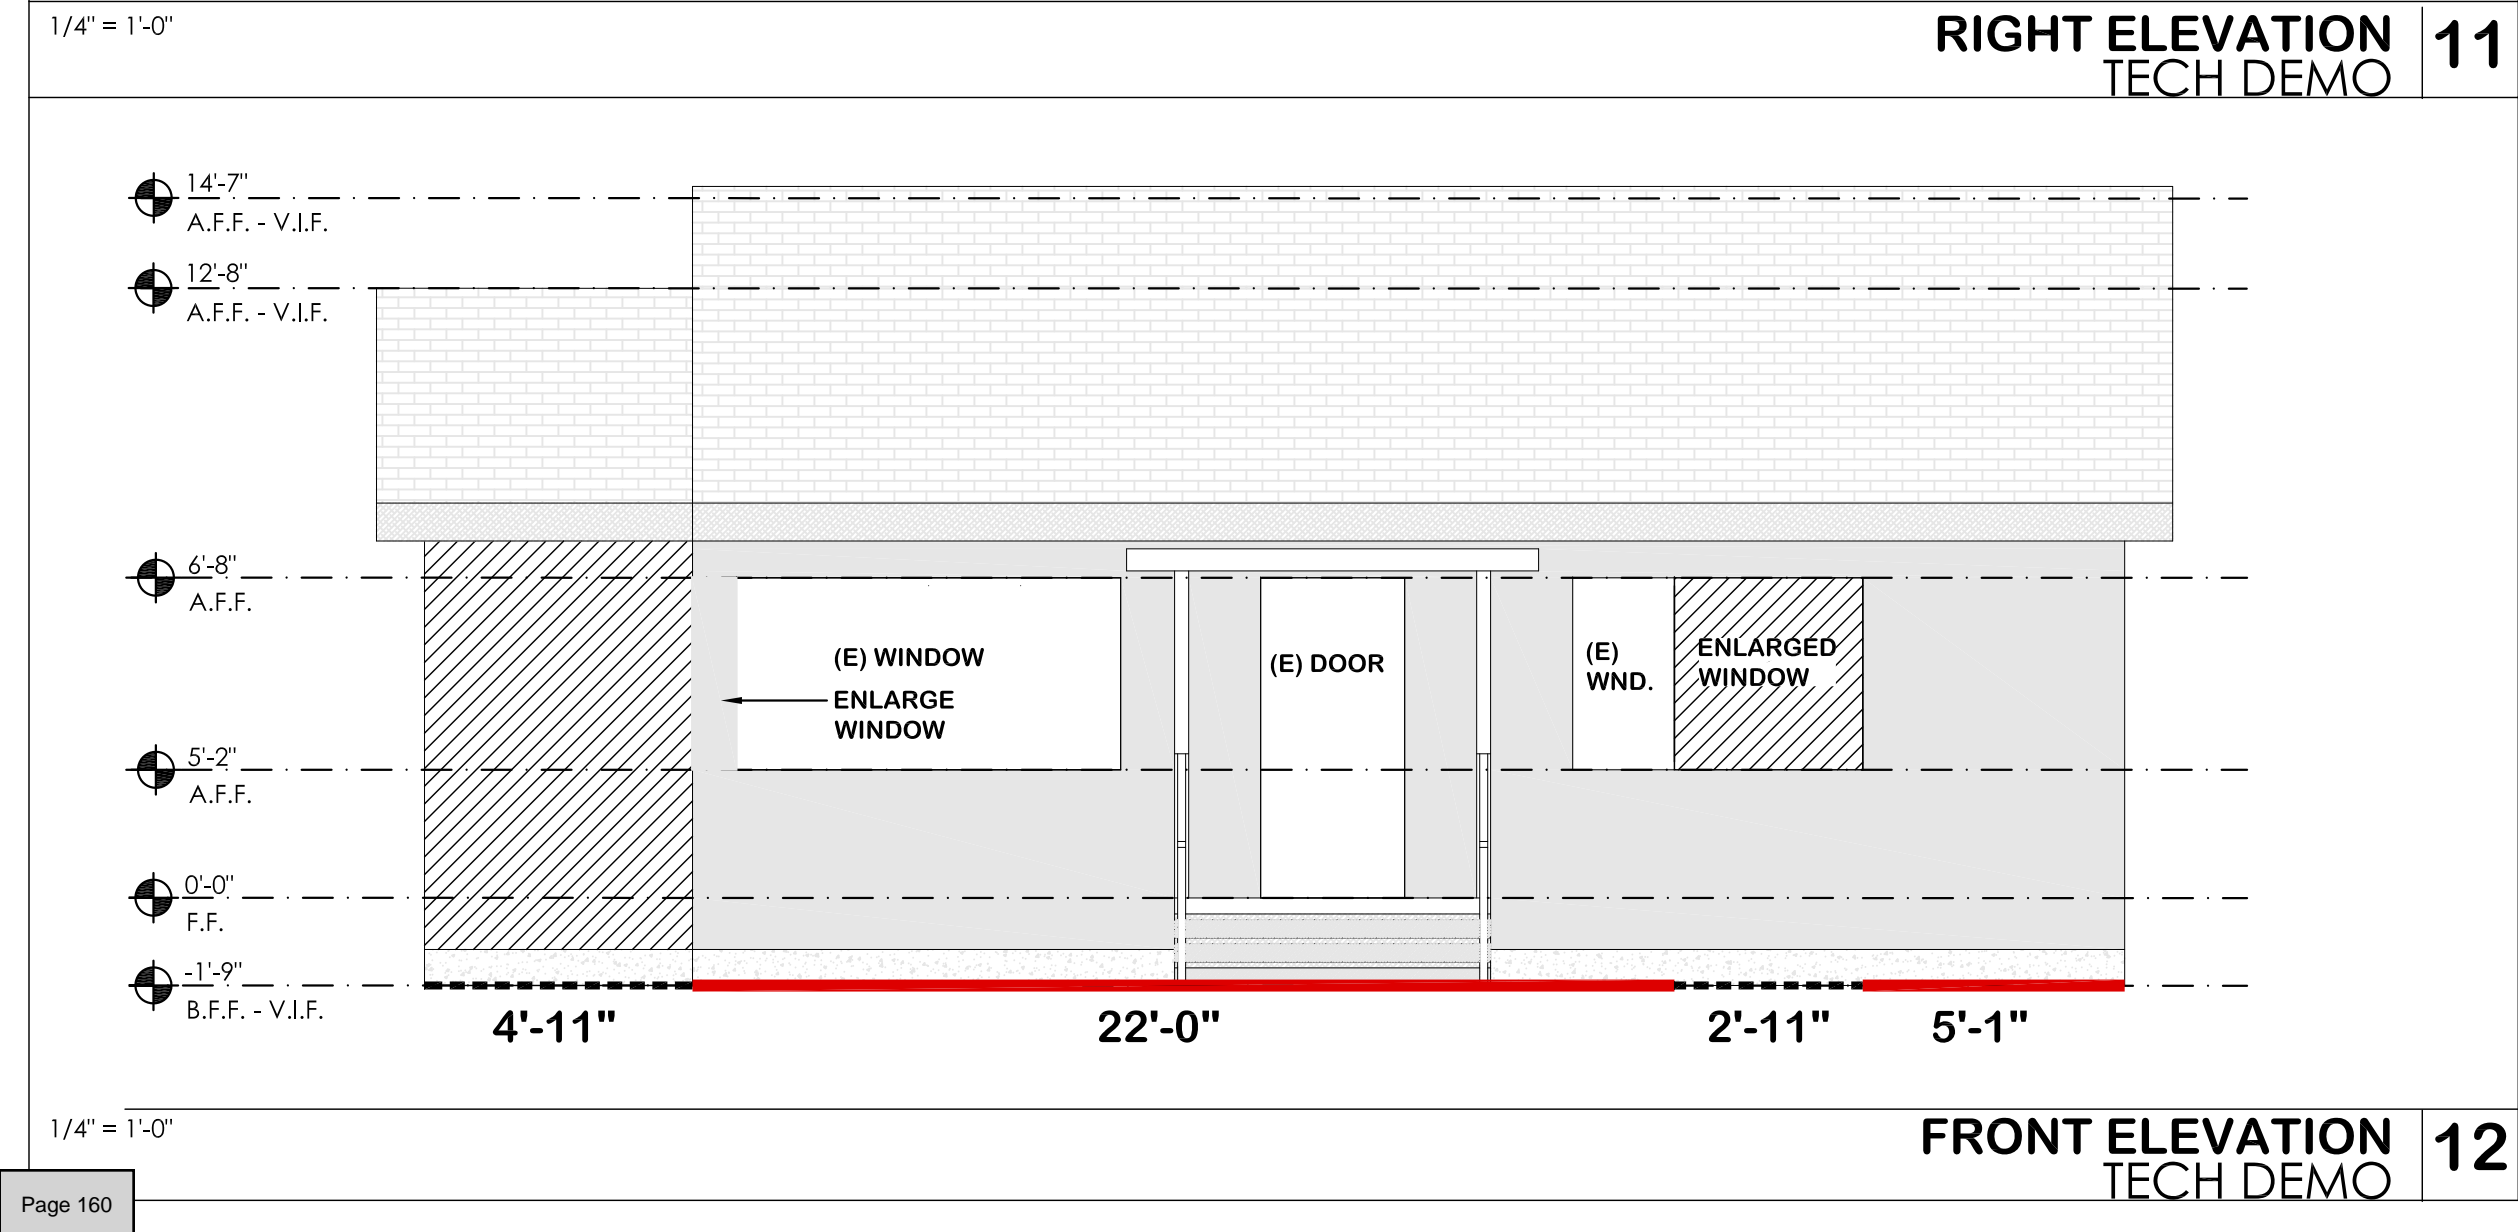 1/4" = 1'-0"
RIGHT ELEVATION
TECH DEMO
11
14'-7"
A.F.F. - V.I.F.
12'-8"
A.F.F. - V.I.F.
6'-8"
A.F.F.
5'-2"
A.F.F.
0'-0"
F.F.
-1'-9"
B.F.F. - V.I.F.
(E) WINDOW
ENLARGE
WINDOW
(E) DOOR
(E)
WND.
ENLARGED
WINDOW
4'-11"
22'-0"
2'-11"
5'-1"
1/4" = 1'-0"
FRONT ELEVATION
TECH DEMO
12
Page 160